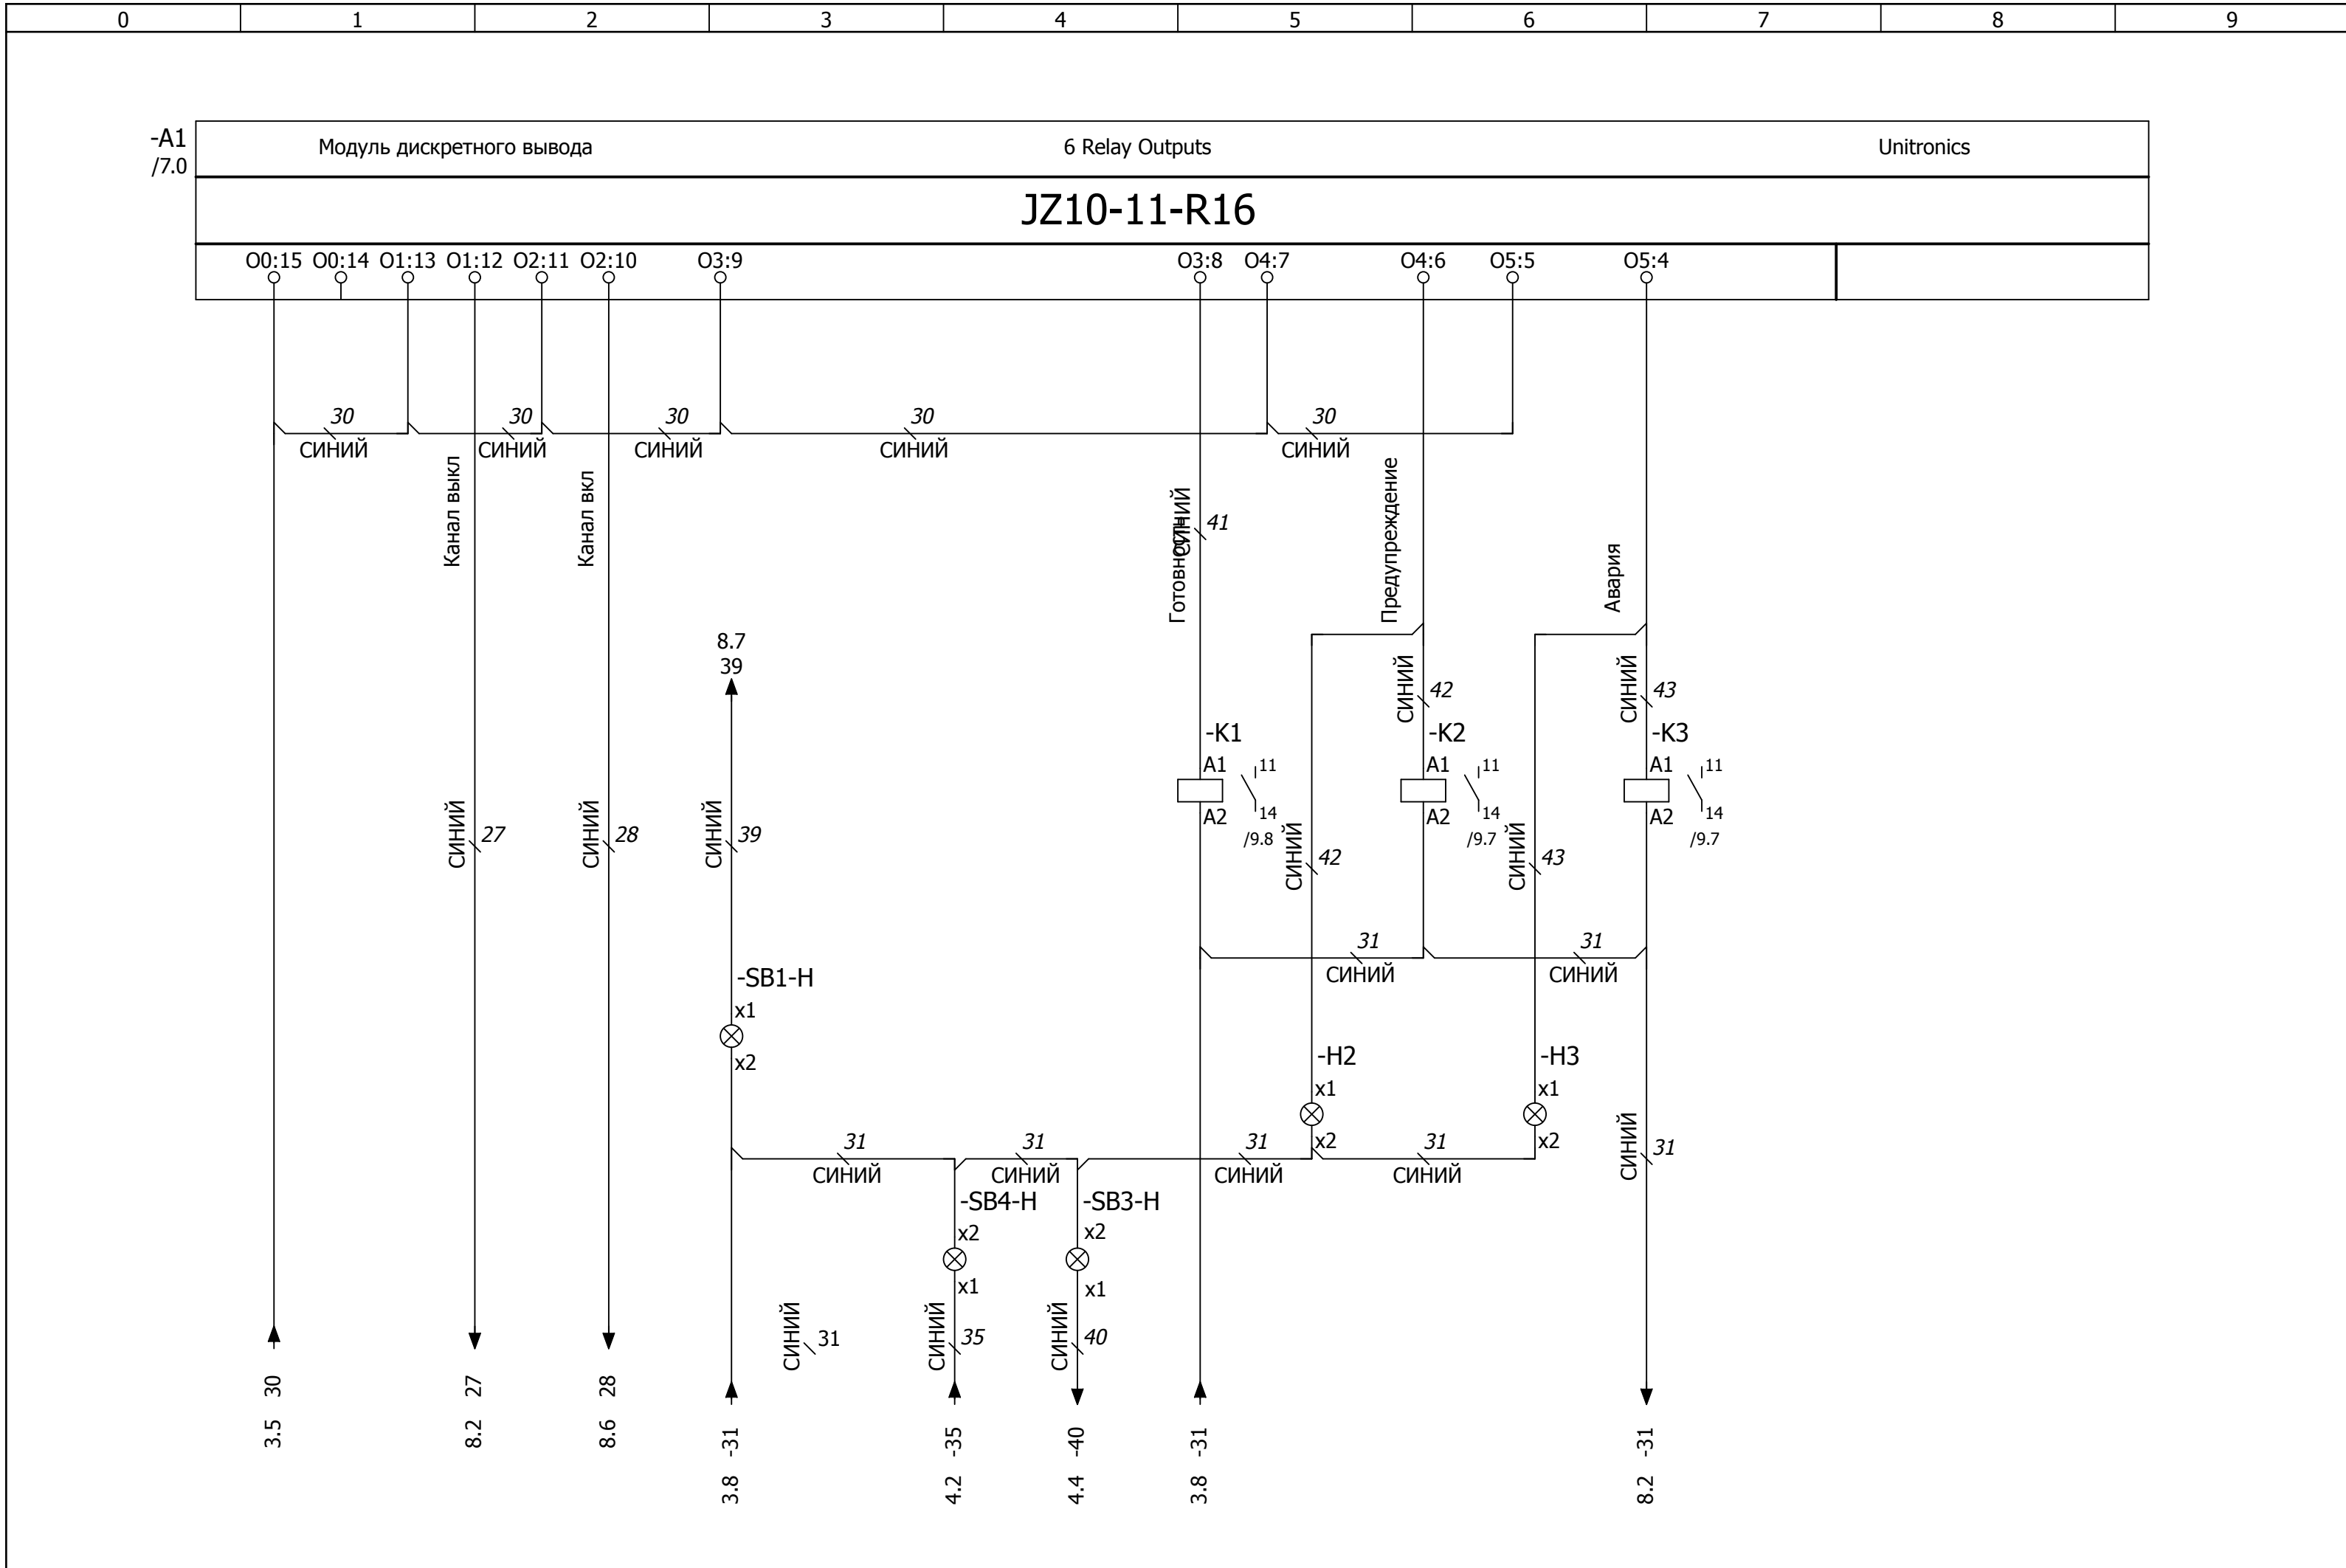 0 1 2 3 4 5 6 7 8 9
-A1 Модуль дискретного вывода 6 Relay Outputs Unitronics
/7.0
JZ10-11-R16
O0:15 O0:14 O1:13 O1:12 O2:11 O2:10 O3:9 O3:8 O4:7 O4:6 O5:5 O5:4
30 30 30 30 30
СИНИЙ СИНИЙ СИНИЙ СИНИЙ СИНИЙ
Канал выкл
Канал вкл
СИНИЙ
41
Готовность
Предупреждение
Авария
8.7
39
СИНИЙ 42
СИНИЙ 43
-K1 -K2 -K3
A1 11 A1 11 A1 11
A2 14 A2 14 A2 14
/9.8 /9.7 /9.7
СИНИЙ 27
СИНИЙ 28
СИНИЙ 39
СИНИЙ 42
СИНИЙ 43
31 31
СИНИЙ СИНИЙ
-SB1-H
x1
x2
-H2 -H3
x1 x1
x2 x2
31 31 31 31
СИНИЙ СИНИЙ СИНИЙ СИНИЙ
СИНИЙ 31
-SB4-H -SB3-H
x2 x2
x1 x1
СИНИЙ 31
СИНИЙ 35
СИНИЙ 40
3.5 30
8.2 27
8.6 28
3.8 -31
4.2 -35
4.4 -40
3.8 -31
8.2 -31